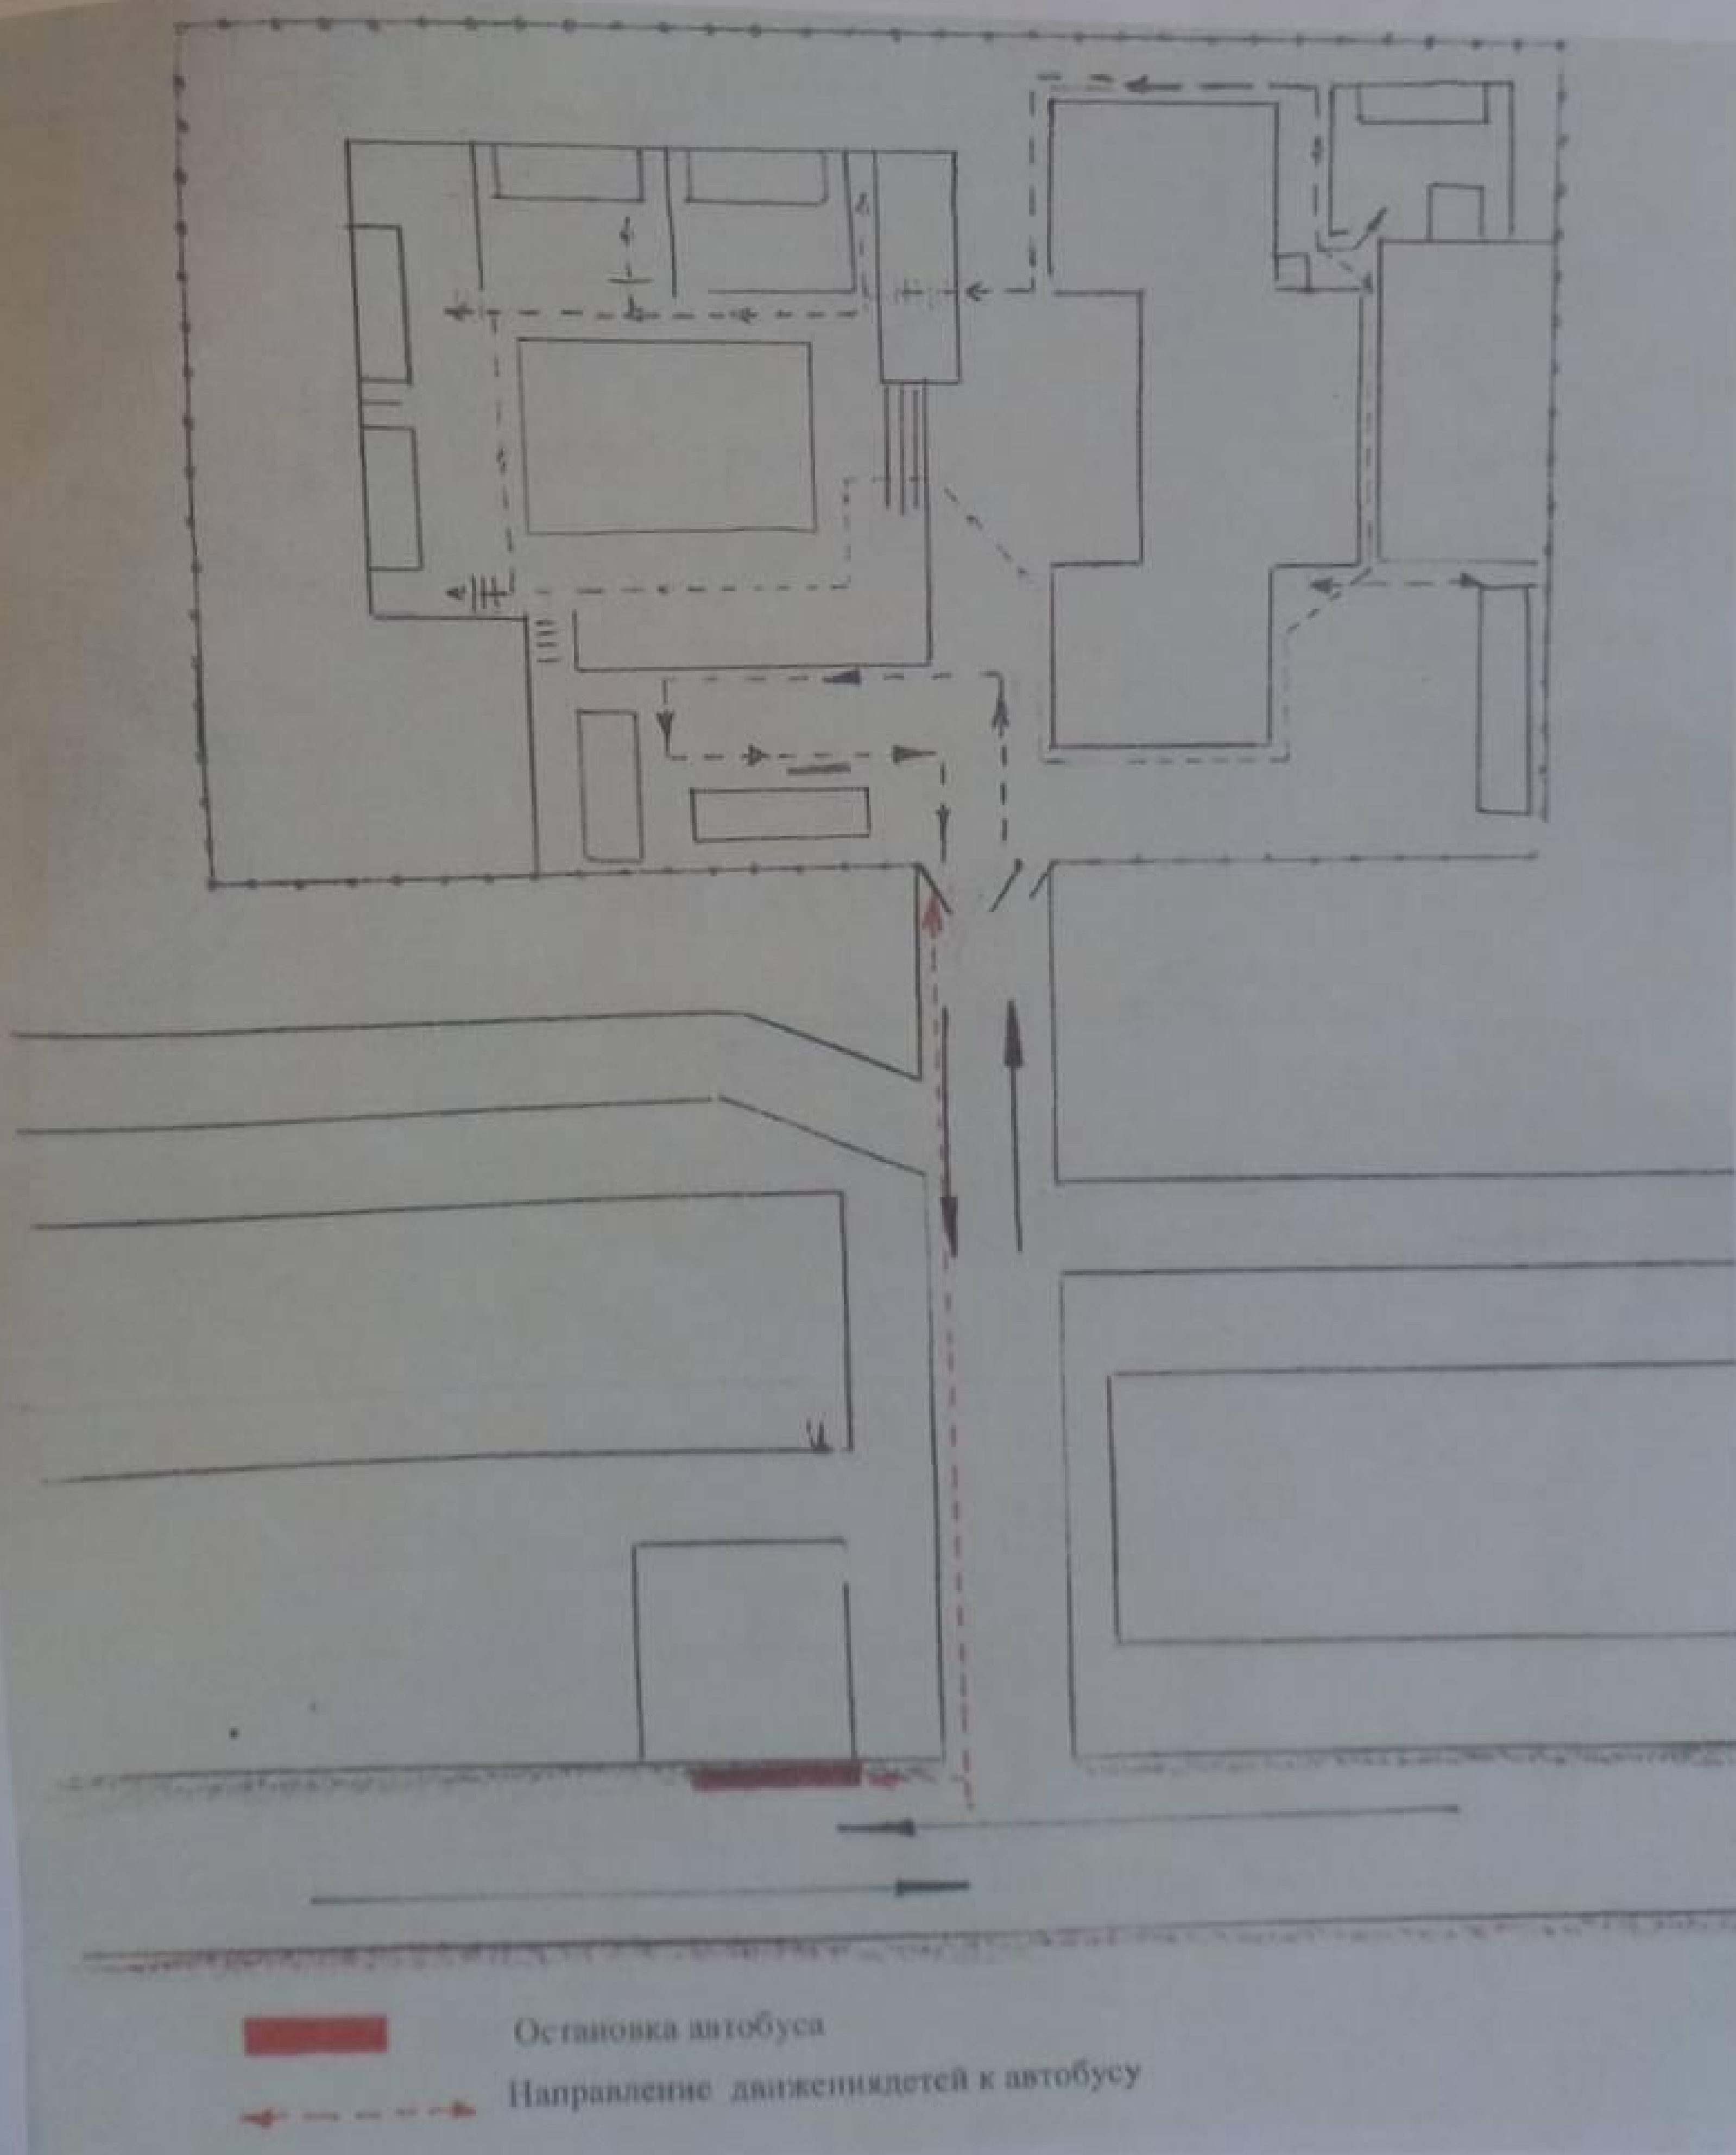 Остановка автобуса
Направление движениядетей к автобусу